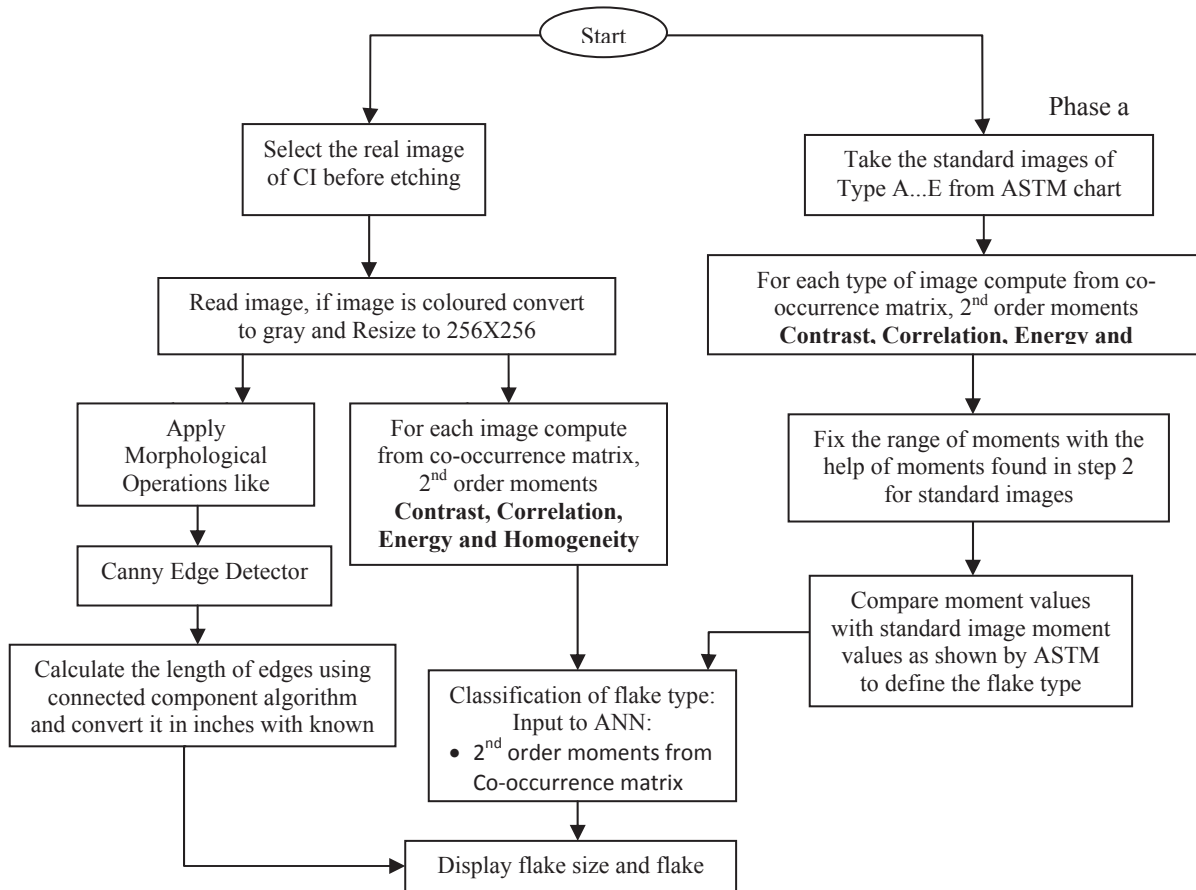 Start
Phase a
Select the real image
of CI before etching
Take the standard images of
Type A...E from ASTM chart
Read image, if image is coloured convert
to gray and Resize to 256X256
For each type of image compute from co-
occurrence matrix, 2nd order moments
Contrast, Correlation, Energy and
Apply
Morphological
Operations like
For each image compute
from co-occurrence matrix,
2nd order moments
Contrast, Correlation,
Energy and Homogeneity
Fix the range of moments with the
help of moments found in step 2
for standard images
Canny Edge Detector
Compare moment values
with standard image moment
values as shown by ASTM
to define the flake type
Calculate the length of edges using
connected component algorithm
and convert it in inches with known
Classification of flake type:
Input to ANN:
• 2nd order moments from
Co-occurrence matrix
Display flake size and flake